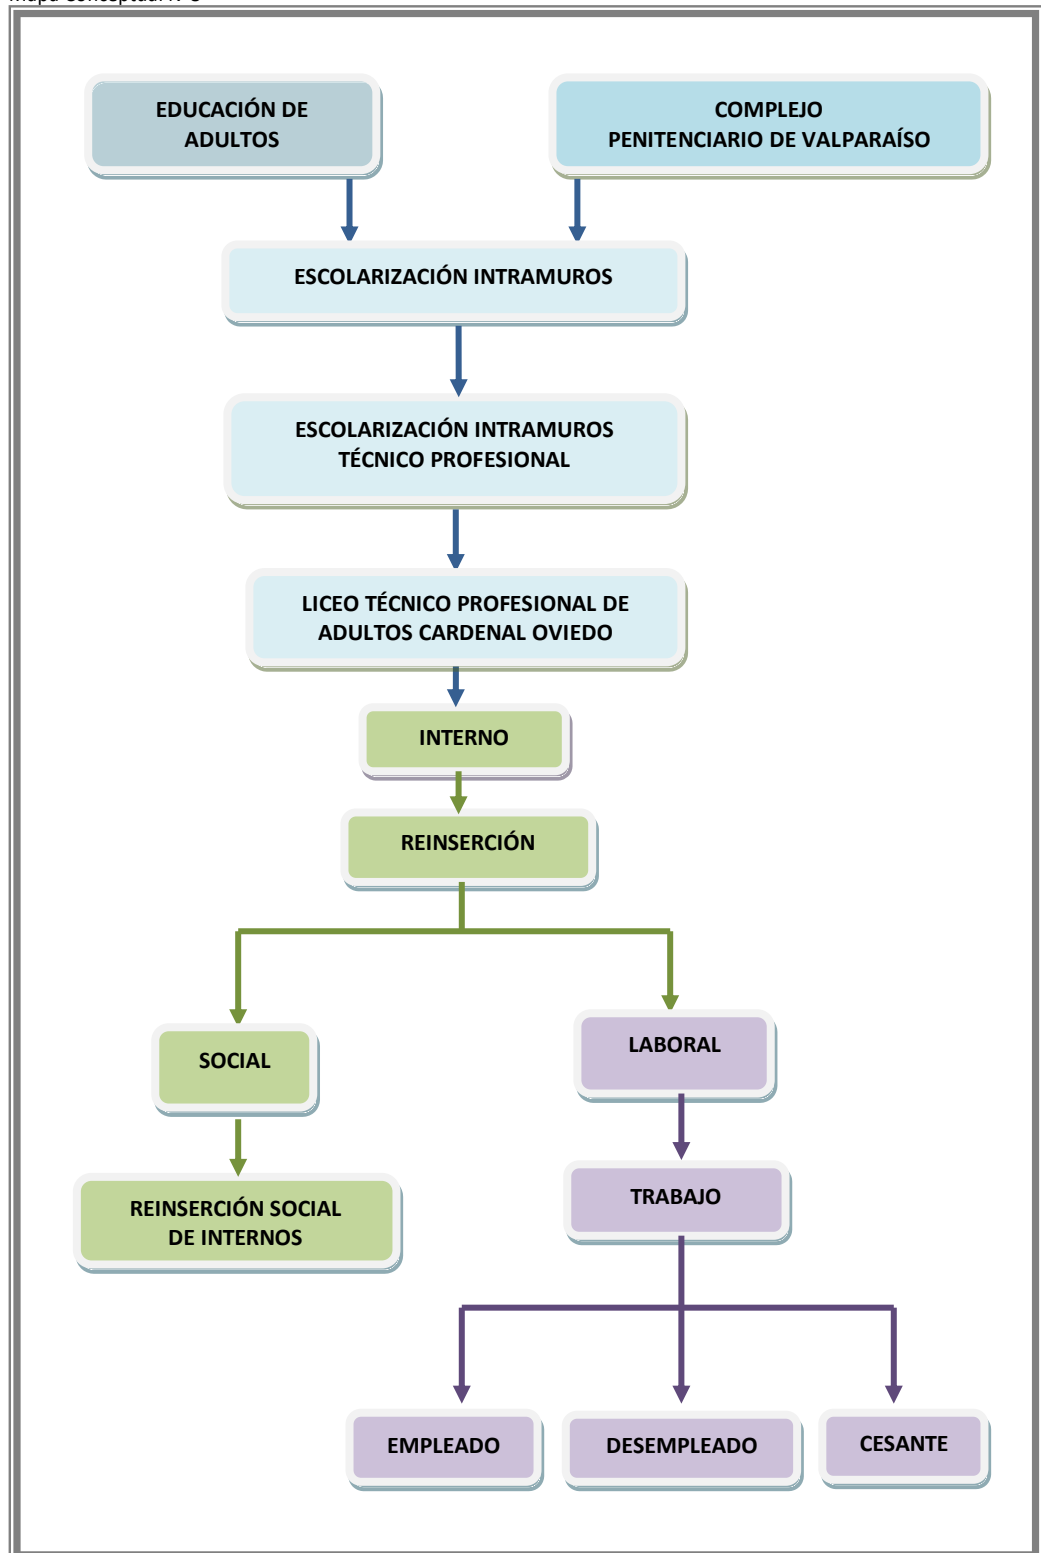 EDUCACIÓN DE
ADULTOS
COMPLEJO
PENITENCIARIO DE VALPARAÍSO
ESCOLARIZACIÓN INTRAMUROS
ESCOLARIZACIÓN INTRAMUROS
TÉCNICO PROFESIONAL
LICEO TÉCNICO PROFESIONAL DE
ADULTOS CARDENAL OVIEDO
INTERNO
REINSERCIÓN
SOCIAL
LABORAL
REINSERCIÓN SOCIAL
DE INTERNOS
TRABAJO
EMPLEADO
DESEMPLEADO
CESANTE